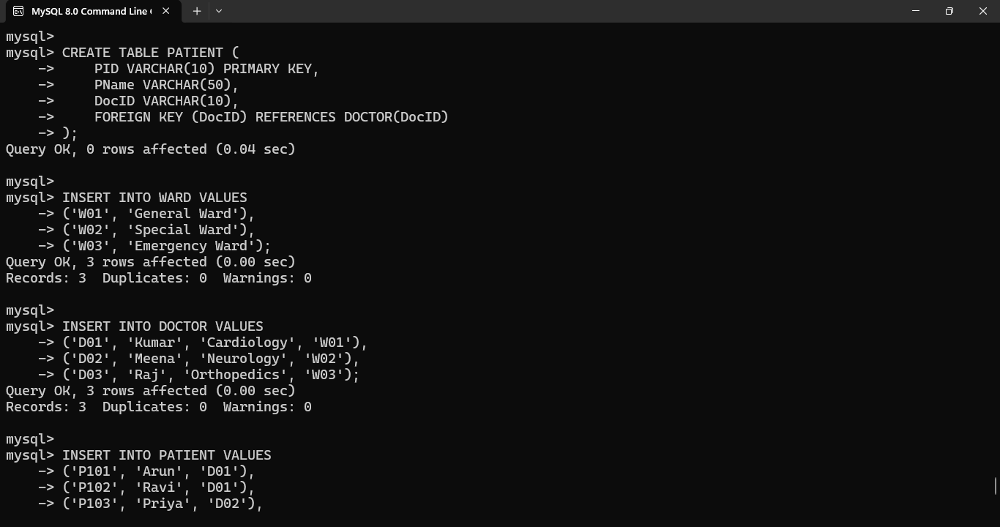 MySQL 8.0 Command Line
mysql>
mysql> CREATE TABLE PATIENT (
    ->     PID VARCHAR(10) PRIMARY KEY,
    ->     PName VARCHAR(50),
    ->     DocID VARCHAR(10),
    ->     FOREIGN KEY (DocID) REFERENCES DOCTOR(DocID)
    -> );
Query OK, 0 rows affected (0.04 sec)
mysql>
mysql> INSERT INTO WARD VALUES
    -> ('W01', 'General Ward'),
    -> ('W02', 'Special Ward'),
    -> ('W03', 'Emergency Ward');
Query OK, 3 rows affected (0.00 sec)
Records: 3  Duplicates: 0  Warnings: 0
mysql>
mysql> INSERT INTO DOCTOR VALUES
    -> ('D01', 'Kumar', 'Cardiology', 'W01'),
    -> ('D02', 'Meena', 'Neurology', 'W02'),
    -> ('D03', 'Raj', 'Orthopedics', 'W03');
Query OK, 3 rows affected (0.00 sec)
Records: 3  Duplicates: 0  Warnings: 0
mysql>
mysql> INSERT INTO PATIENT VALUES
    -> ('P101', 'Arun', 'D01'),
    -> ('P102', 'Ravi', 'D01'),
    -> ('P103', 'Priya', 'D02'),